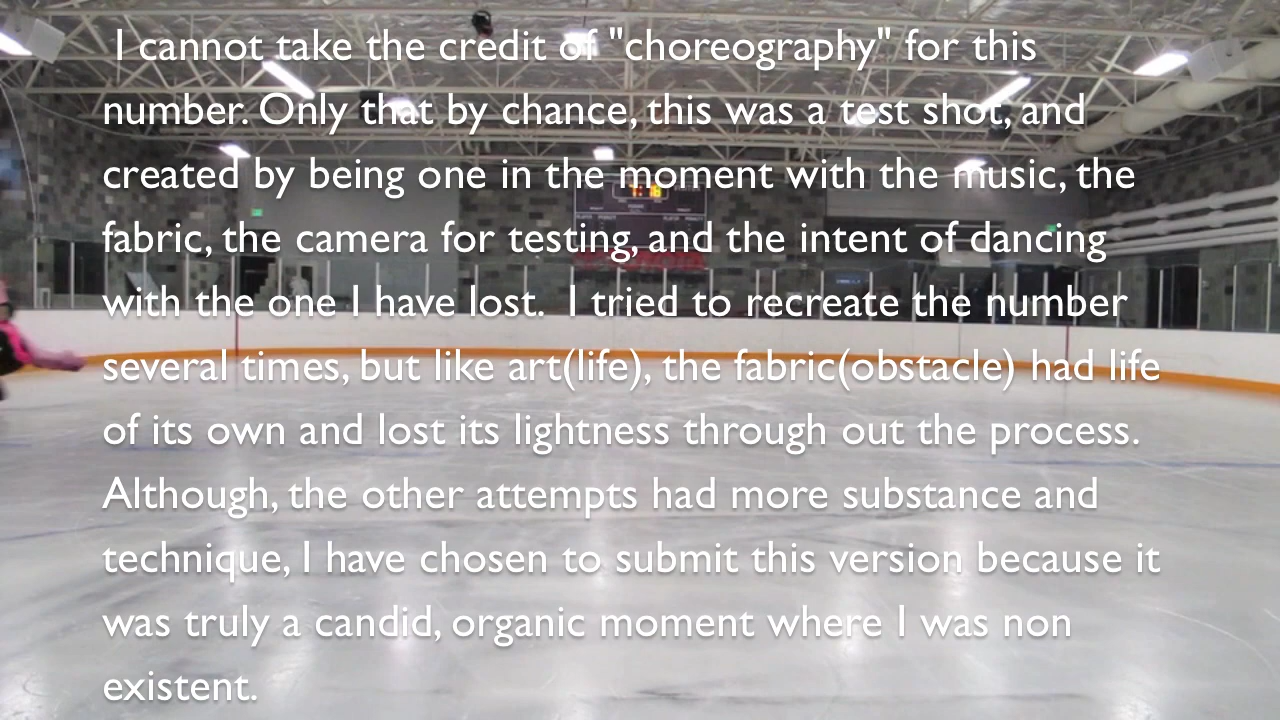 I cannot take the credit of "choreography" for this
number. Only that by chance, this was a test shot, and
created by being one in the moment with the music, the
fabric, the camera for testing, and the intent of dancing
with the one I have lost.  I tried to recreate the number
several times, but like art(life), the fabric(obstacle) had life
of its own and lost its lightness through out the process.
Although, the other attempts had more substance and
technique, I have chosen to submit this version because it
was truly a candid, organic moment where I was non
existent.